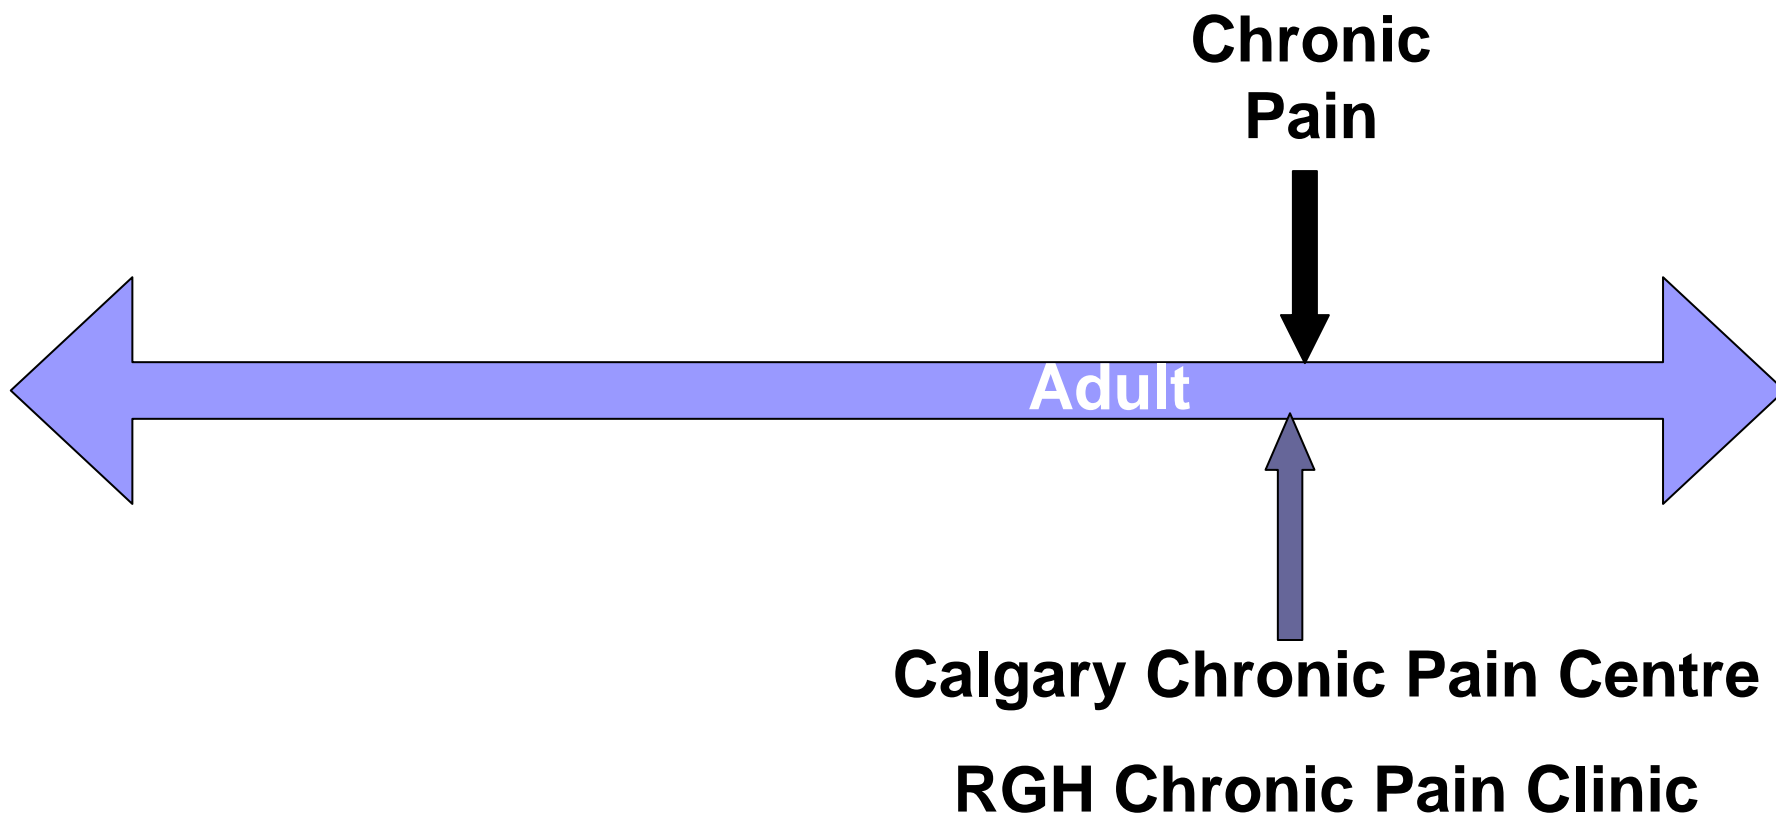 Chronic
Pain
Adult
Calgary Chronic Pain Centre
RGH Chronic Pain Clinic